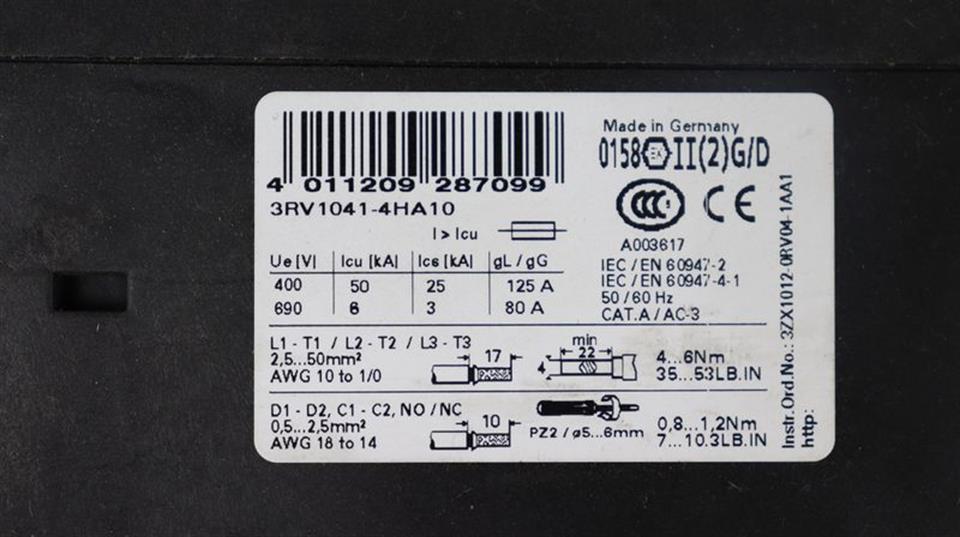 4 011209 287099
3RV1041-4HA10
I > Icu
Ue [V] Icu [kA] Ics [kA] gL / gG
400 50 25 125 A
690 6 3 80 A
Made in Germany
0158 Ex II(2)G/D
CCC CE
A003617
IEC / EN 60947-2
IEC / EN 60947-4-1
50 / 60 Hz
CAT. A / AC-3
L1 - T1 / L2 - T2 / L3 - T3
2,5...50mm²
AWG 10 to 1/0
17
min
22
4
4...6Nm
35...53LB.IN
D1 - D2, C1 - C2, NO / NC
0,5...2,5mm²
AWG 18 to 14
10
PZ2 / ø5...6mm
0,8...1,2Nm
7...10.3LB.IN
Instr.Ord.No.: 3ZX1012-0RV04-1AA1
http: